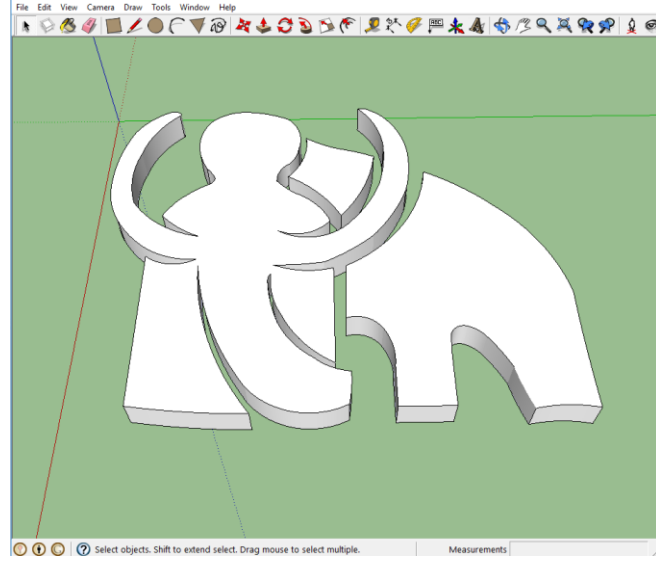 File Edit View Camera Draw Tools Window Help
Select objects. Shift to extend select. Drag mouse to select multiple.
Measurements